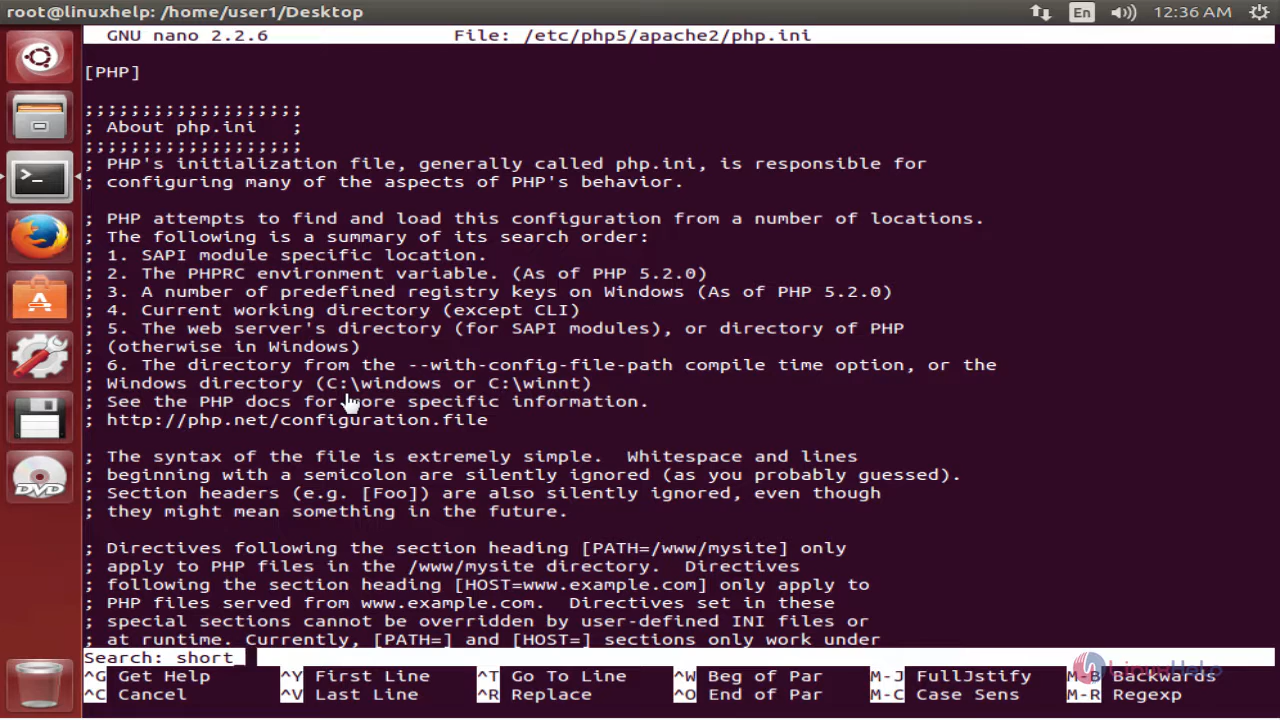 root@linuxhelp: /home/user1/Desktop
En
12:36 AM
GNU nano 2.2.6 File: /etc/php5/apache2/php.ini
[PHP]
;;;;;;;;;;;;;;;;;;;
; About php.ini   ;
;;;;;;;;;;;;;;;;;;;
; PHP's initialization file, generally called php.ini, is responsible for
; configuring many of the aspects of PHP's behavior.
; PHP attempts to find and load this configuration from a number of locations.
; The following is a summary of its search order:
; 1. SAPI module specific location.
; 2. The PHPRC environment variable. (As of PHP 5.2.0)
; 3. A number of predefined registry keys on Windows (As of PHP 5.2.0)
; 4. Current working directory (except CLI)
; 5. The web server's directory (for SAPI modules), or directory of PHP
; (otherwise in Windows)
; 6. The directory from the --with-config-file-path compile time option, or the
; Windows directory (C:\windows or C:\winnt)
; See the PHP docs for more specific information.
; http://php.net/configuration.file
; The syntax of the file is extremely simple.  Whitespace and lines
; beginning with a semicolon are silently ignored (as you probably guessed).
; Section headers (e.g. [Foo]) are also silently ignored, even though
; they might mean something in the future.
; Directives following the section heading [PATH=/www/mysite] only
; apply to PHP files in the /www/mysite directory.  Directives
; following the section heading [HOST=www.example.com] only apply to
; PHP files served from www.example.com.  Directives set in these
; special sections cannot be overridden by user-defined INI files or
; at runtime. Currently, [PATH=] and [HOST=] sections only work under
Search: short
^G Get Help ^Y First Line ^T Go To Line ^W Beg of Par M-J FullJstify M-B Backwards
^C Cancel ^V Last Line ^R Replace ^O End of Par M-C Case Sens M-R Regexp
LinuxHelp
DVD